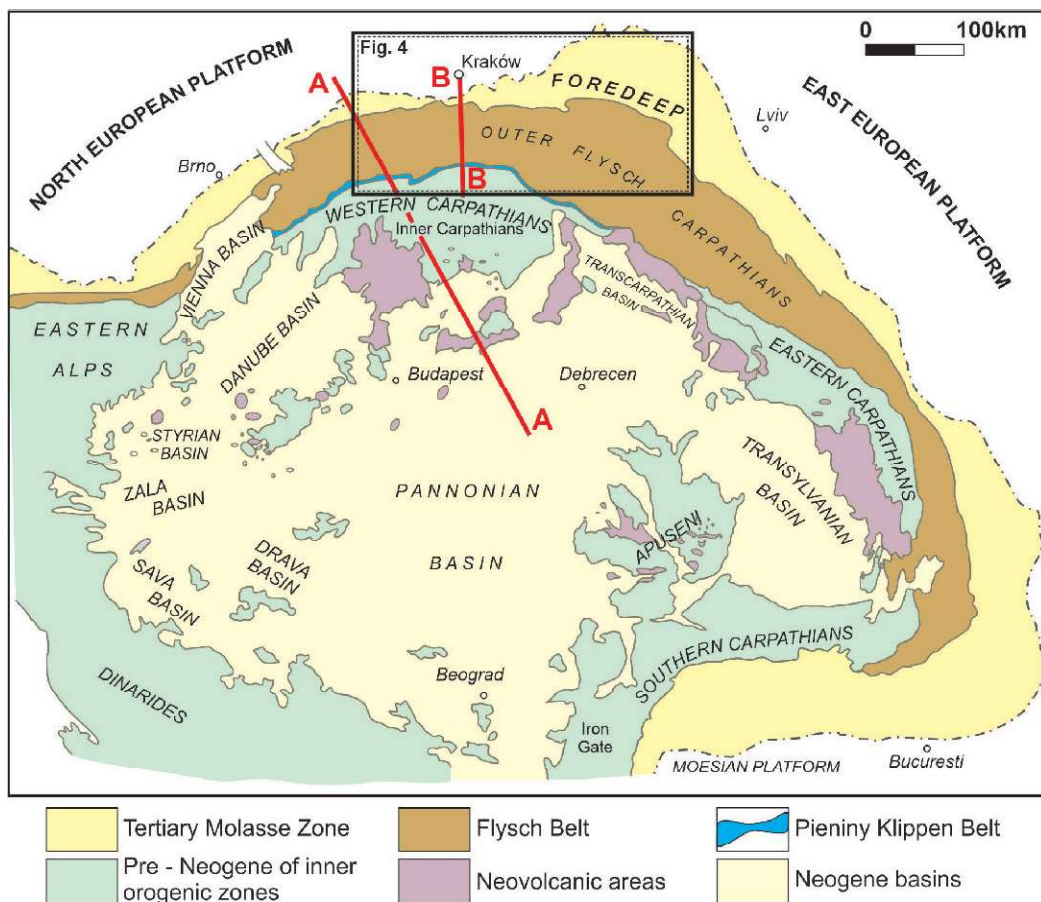 Fig. 4
0 100km
Kraków
A
B
NORTH EUROPEAN PLATFORM
FOREDEEP
EAST EUROPEAN PLATFORM
Lviv
OUTER FLYSCH
CARPATHIANS
Brno
B
WESTERN CARPATHIANS
Inner Carpathians
VIENNA BASIN
TRANSCARPATHIAN
BASIN
EASTERN
ALPS
DANUBE BASIN
EASTERN CARPATHIANS
Budapest
Debrecen
A
STYRIAN
BASIN
ZALA
BASIN
PANNONIAN
BASIN
TRANSYLVANIAN
BASIN
APUSENI
DRAVA
BASIN
SAVA
BASIN
SOUTHERN CARPATHIANS
Beograd
DINARIDES
Iron
Gate
MOESIAN PLATFORM
Bucuresti
Tertiary Molasse Zone
Flysch Belt
Pieniny Klippen Belt
Pre - Neogene of inner
orogenic zones
Neovolcanic areas
Neogene basins